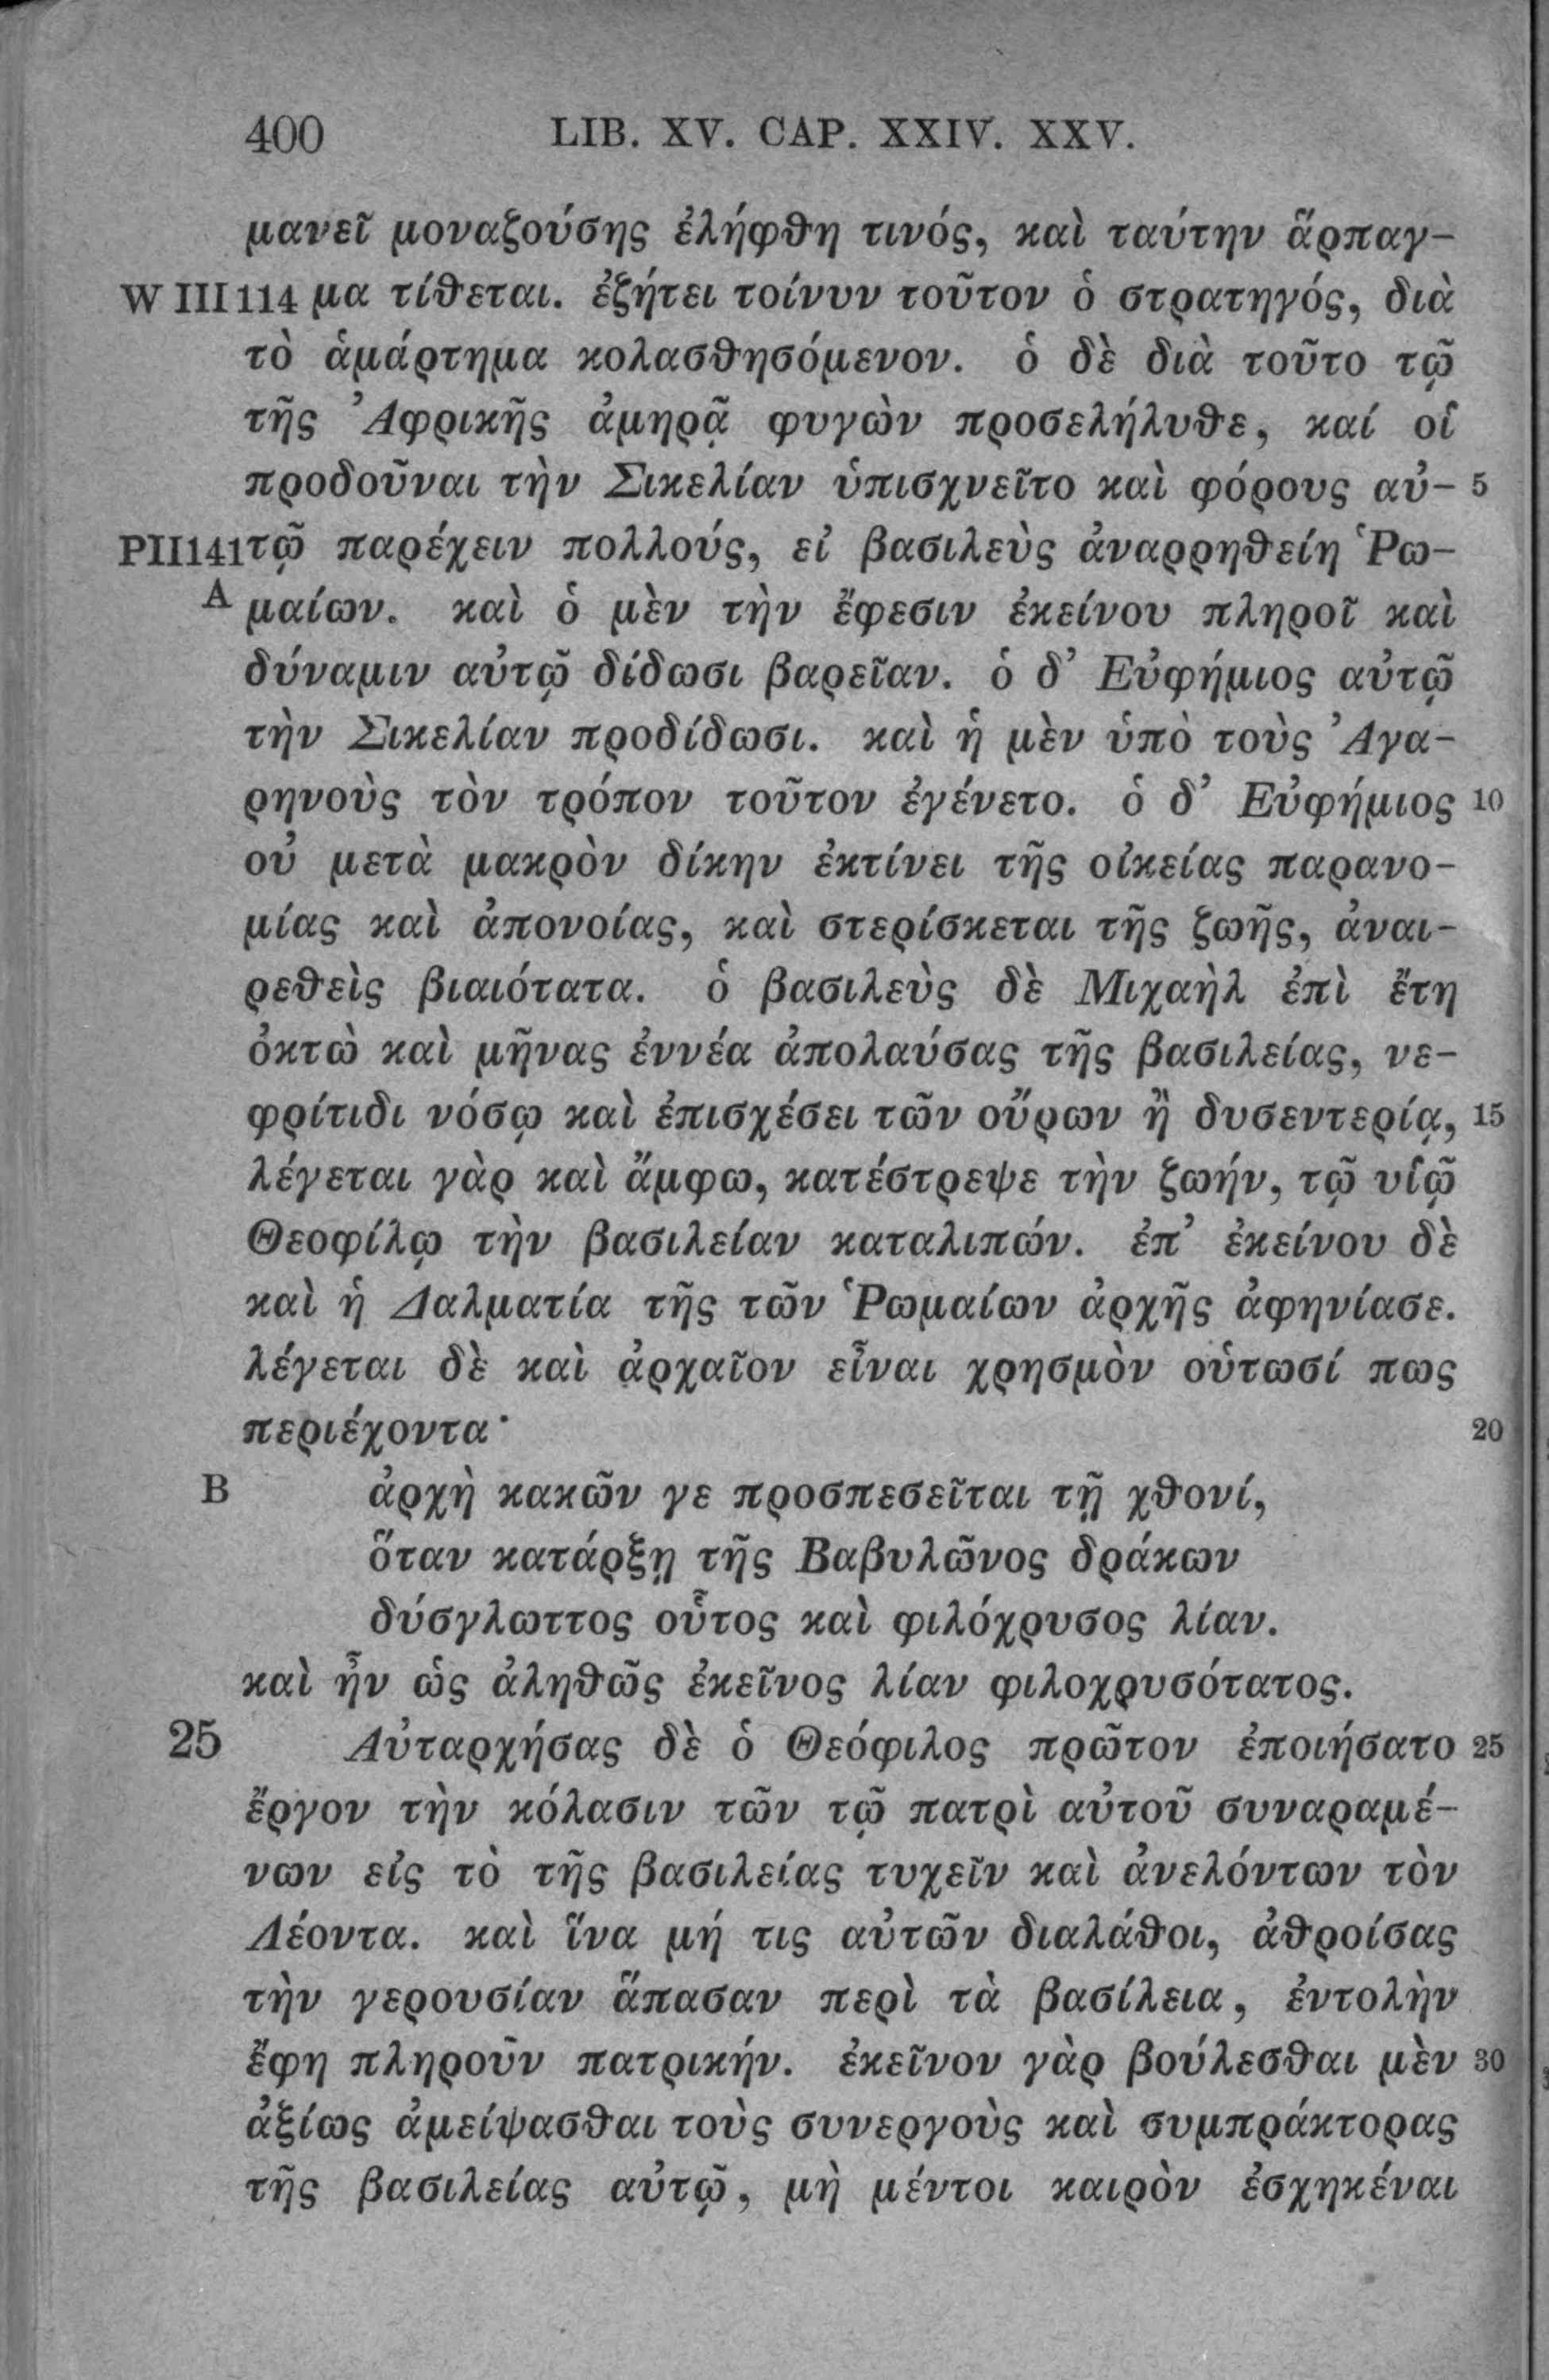 400 LIB. XV. CAP. XXIV. XXV.
μανεῖ μοναζούσης ἐλήφθη τινός, καὶ ταύτην ἅρπαγ-
W III 114 μα τίθεται. ἐζήτει τοίνυν τοῦτον ὁ στρατηγός, διὰ
τὸ ἁμάρτημα κολασθησόμενον. ὁ δὲ διὰ τοῦτο τῷ
τῆς Ἀφρικῆς ἀμηρᾷ φυγὼν προσελήλυθε, καί οἱ
προδοῦναι τὴν Σικελίαν ὑπισχνεῖτο καὶ φόρους αὐ- 5
PII141 τῷ παρέχειν πολλούς, εἰ βασιλεὺς ἀναρρηθείη Ῥω-
A μαίων. καὶ ὁ μὲν τὴν ἔφεσιν ἐκείνου πληροῖ καὶ
δύναμιν αὐτῷ δίδωσι βαρεῖαν. ὁ δ’ Εὐφήμιος αὐτῷ
τὴν Σικελίαν προδίδωσι. καὶ ἡ μὲν ὑπὸ τοὺς Ἀγα-
ρηνοὺς τὸν τρόπον τοῦτον ἐγένετο. ὁ δ’ Εὐφήμιος 10
οὐ μετὰ μακρὸν δίκην ἐκτίνει τῆς οἰκείας παρανο-
μίας καὶ ἀπονοίας, καὶ στερίσκεται τῆς ζωῆς, ἀναι-
ρεθεὶς βιαιότατα. ὁ βασιλεὺς δὲ Μιχαὴλ ἐπὶ ἔτη
ὀκτὼ καὶ μῆνας ἐννέα ἀπολαύσας τῆς βασιλείας, νε-
φρίτιδι νόσῳ καὶ ἐπισχέσει τῶν οὔρων ἢ δυσεντερίᾳ, 15
λέγεται γὰρ καὶ ἄμφω, κατέστρεψε τὴν ζωήν, τῷ υἱῷ
Θεοφίλῳ τὴν βασιλείαν καταλιπών. ἐπ’ ἐκείνου δὲ
καὶ ἡ Δαλματία τῆς τῶν Ῥωμαίων ἀρχῆς ἀφηνίασε.
λέγεται δὲ καὶ ἀρχαῖον εἶναι χρησμὸν οὑτωσί πως
περιέχοντα· 20
B ἀρχὴ κακῶν γε προσπεσεῖται τῇ χθονί,
ὅταν κατάρξῃ τῆς Βαβυλῶνος δράκων
δύσγλωττος οὗτος καὶ φιλόχρυσος λίαν.
καὶ ἦν ὡς ἀληθῶς ἐκεῖνος λίαν φιλοχρυσότατος.
25 Αὐταρχήσας δὲ ὁ Θεόφιλος πρῶτον ἐποιήσατο 25
ἔργον τὴν κόλασιν τῶν τῷ πατρὶ αὐτοῦ συναραμέ-
νων εἰς τὸ τῆς βασιλείας τυχεῖν καὶ ἀνελόντων τὸν
Λέοντα. καὶ ἵνα μή τις αὐτῶν διαλάθοι, ἀθροίσας
τὴν γερουσίαν ἅπασαν περὶ τὰ βασίλεια, ἐντολὴν
ἔφη πληροῦν πατρικήν. ἐκεῖνον γὰρ βούλεσθαι μὲν 30
ἀξίως ἀμείψασθαι τοὺς συνεργοὺς καὶ συμπράκτορας
τῆς βασιλείας αὐτῷ, μὴ μέντοι καιρὸν ἐσχηκέναι